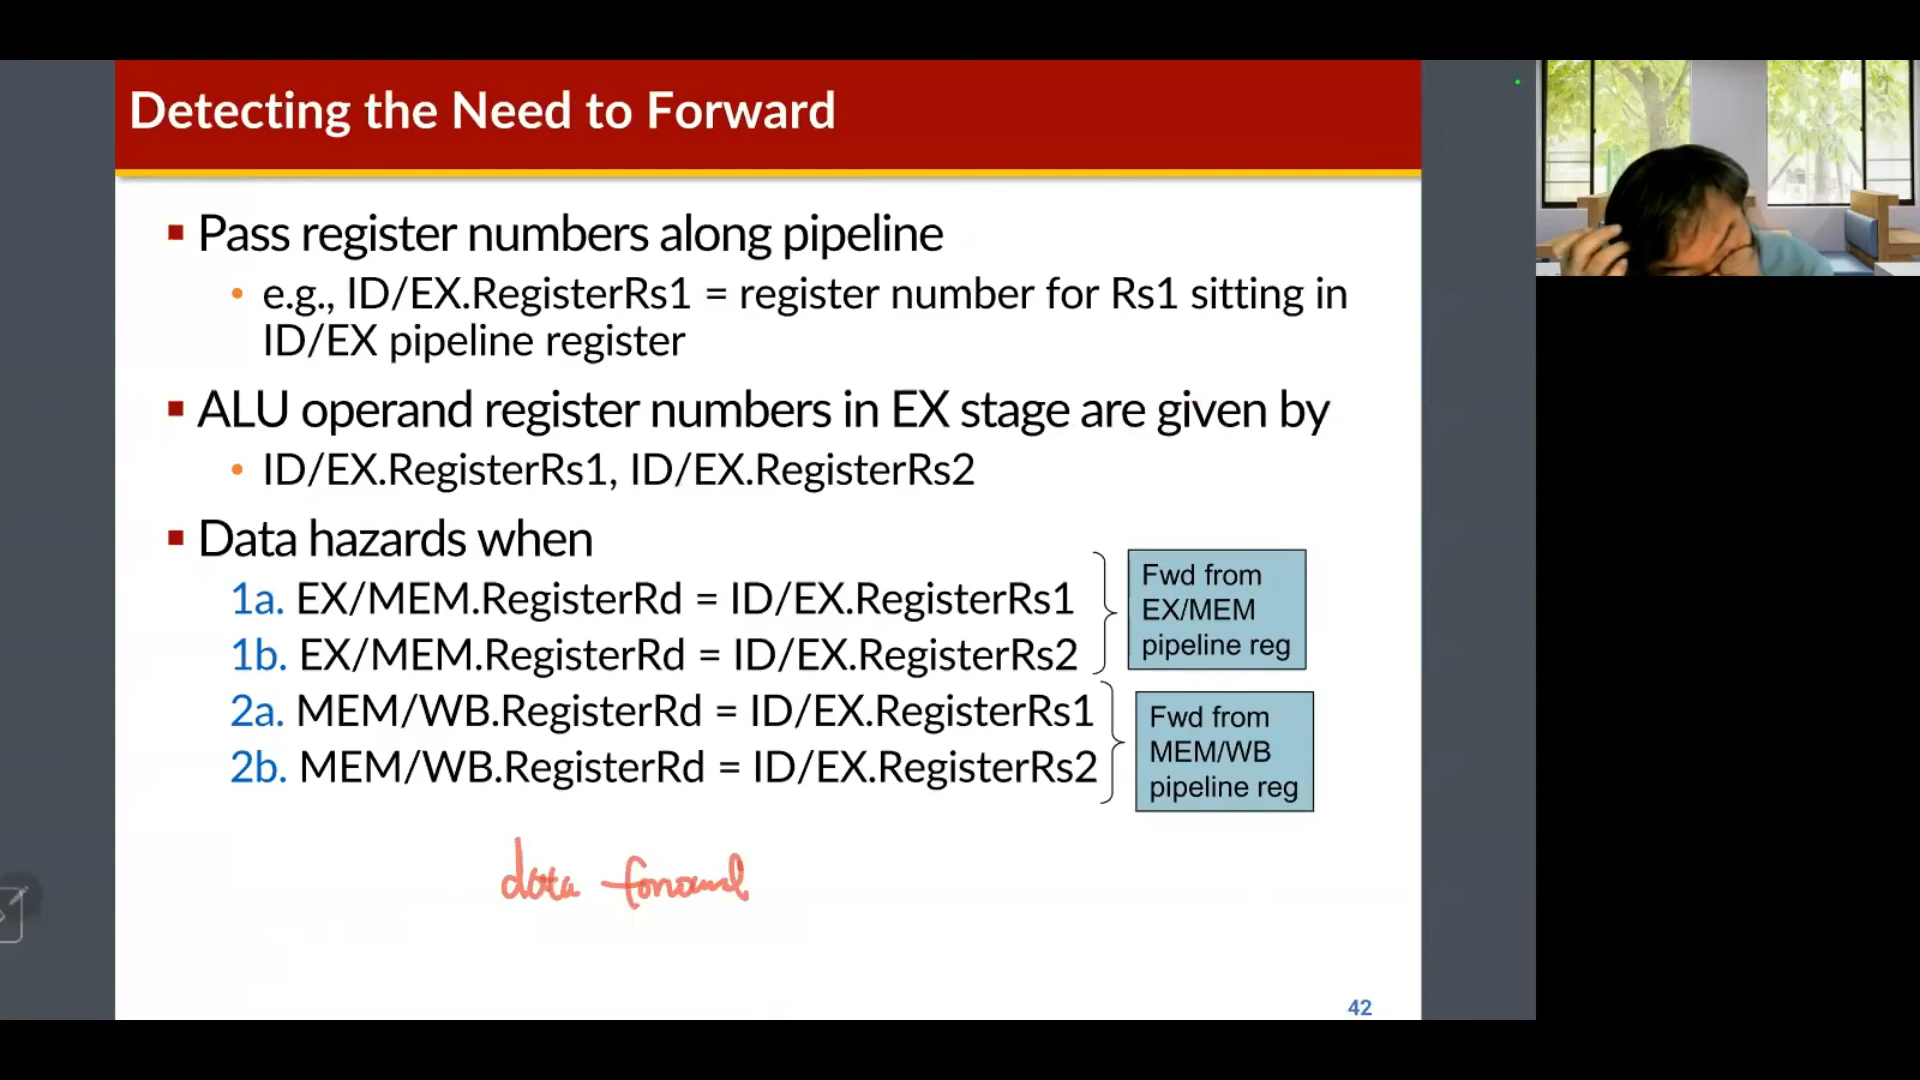 Detecting the Need to Forward
▪ Pass register numbers along pipeline
• e.g., ID/EX.RegisterRs1 = register number for Rs1 sitting in
ID/EX pipeline register
▪ ALU operand register numbers in EX stage are given by
• ID/EX.RegisterRs1, ID/EX.RegisterRs2
▪ Data hazards when
1a. EX/MEM.RegisterRd = ID/EX.RegisterRs1
1b. EX/MEM.RegisterRd = ID/EX.RegisterRs2
Fwd from
EX/MEM
pipeline reg
2a. MEM/WB.RegisterRd = ID/EX.RegisterRs1
2b. MEM/WB.RegisterRd = ID/EX.RegisterRs2
Fwd from
MEM/WB
pipeline reg
data forward
42